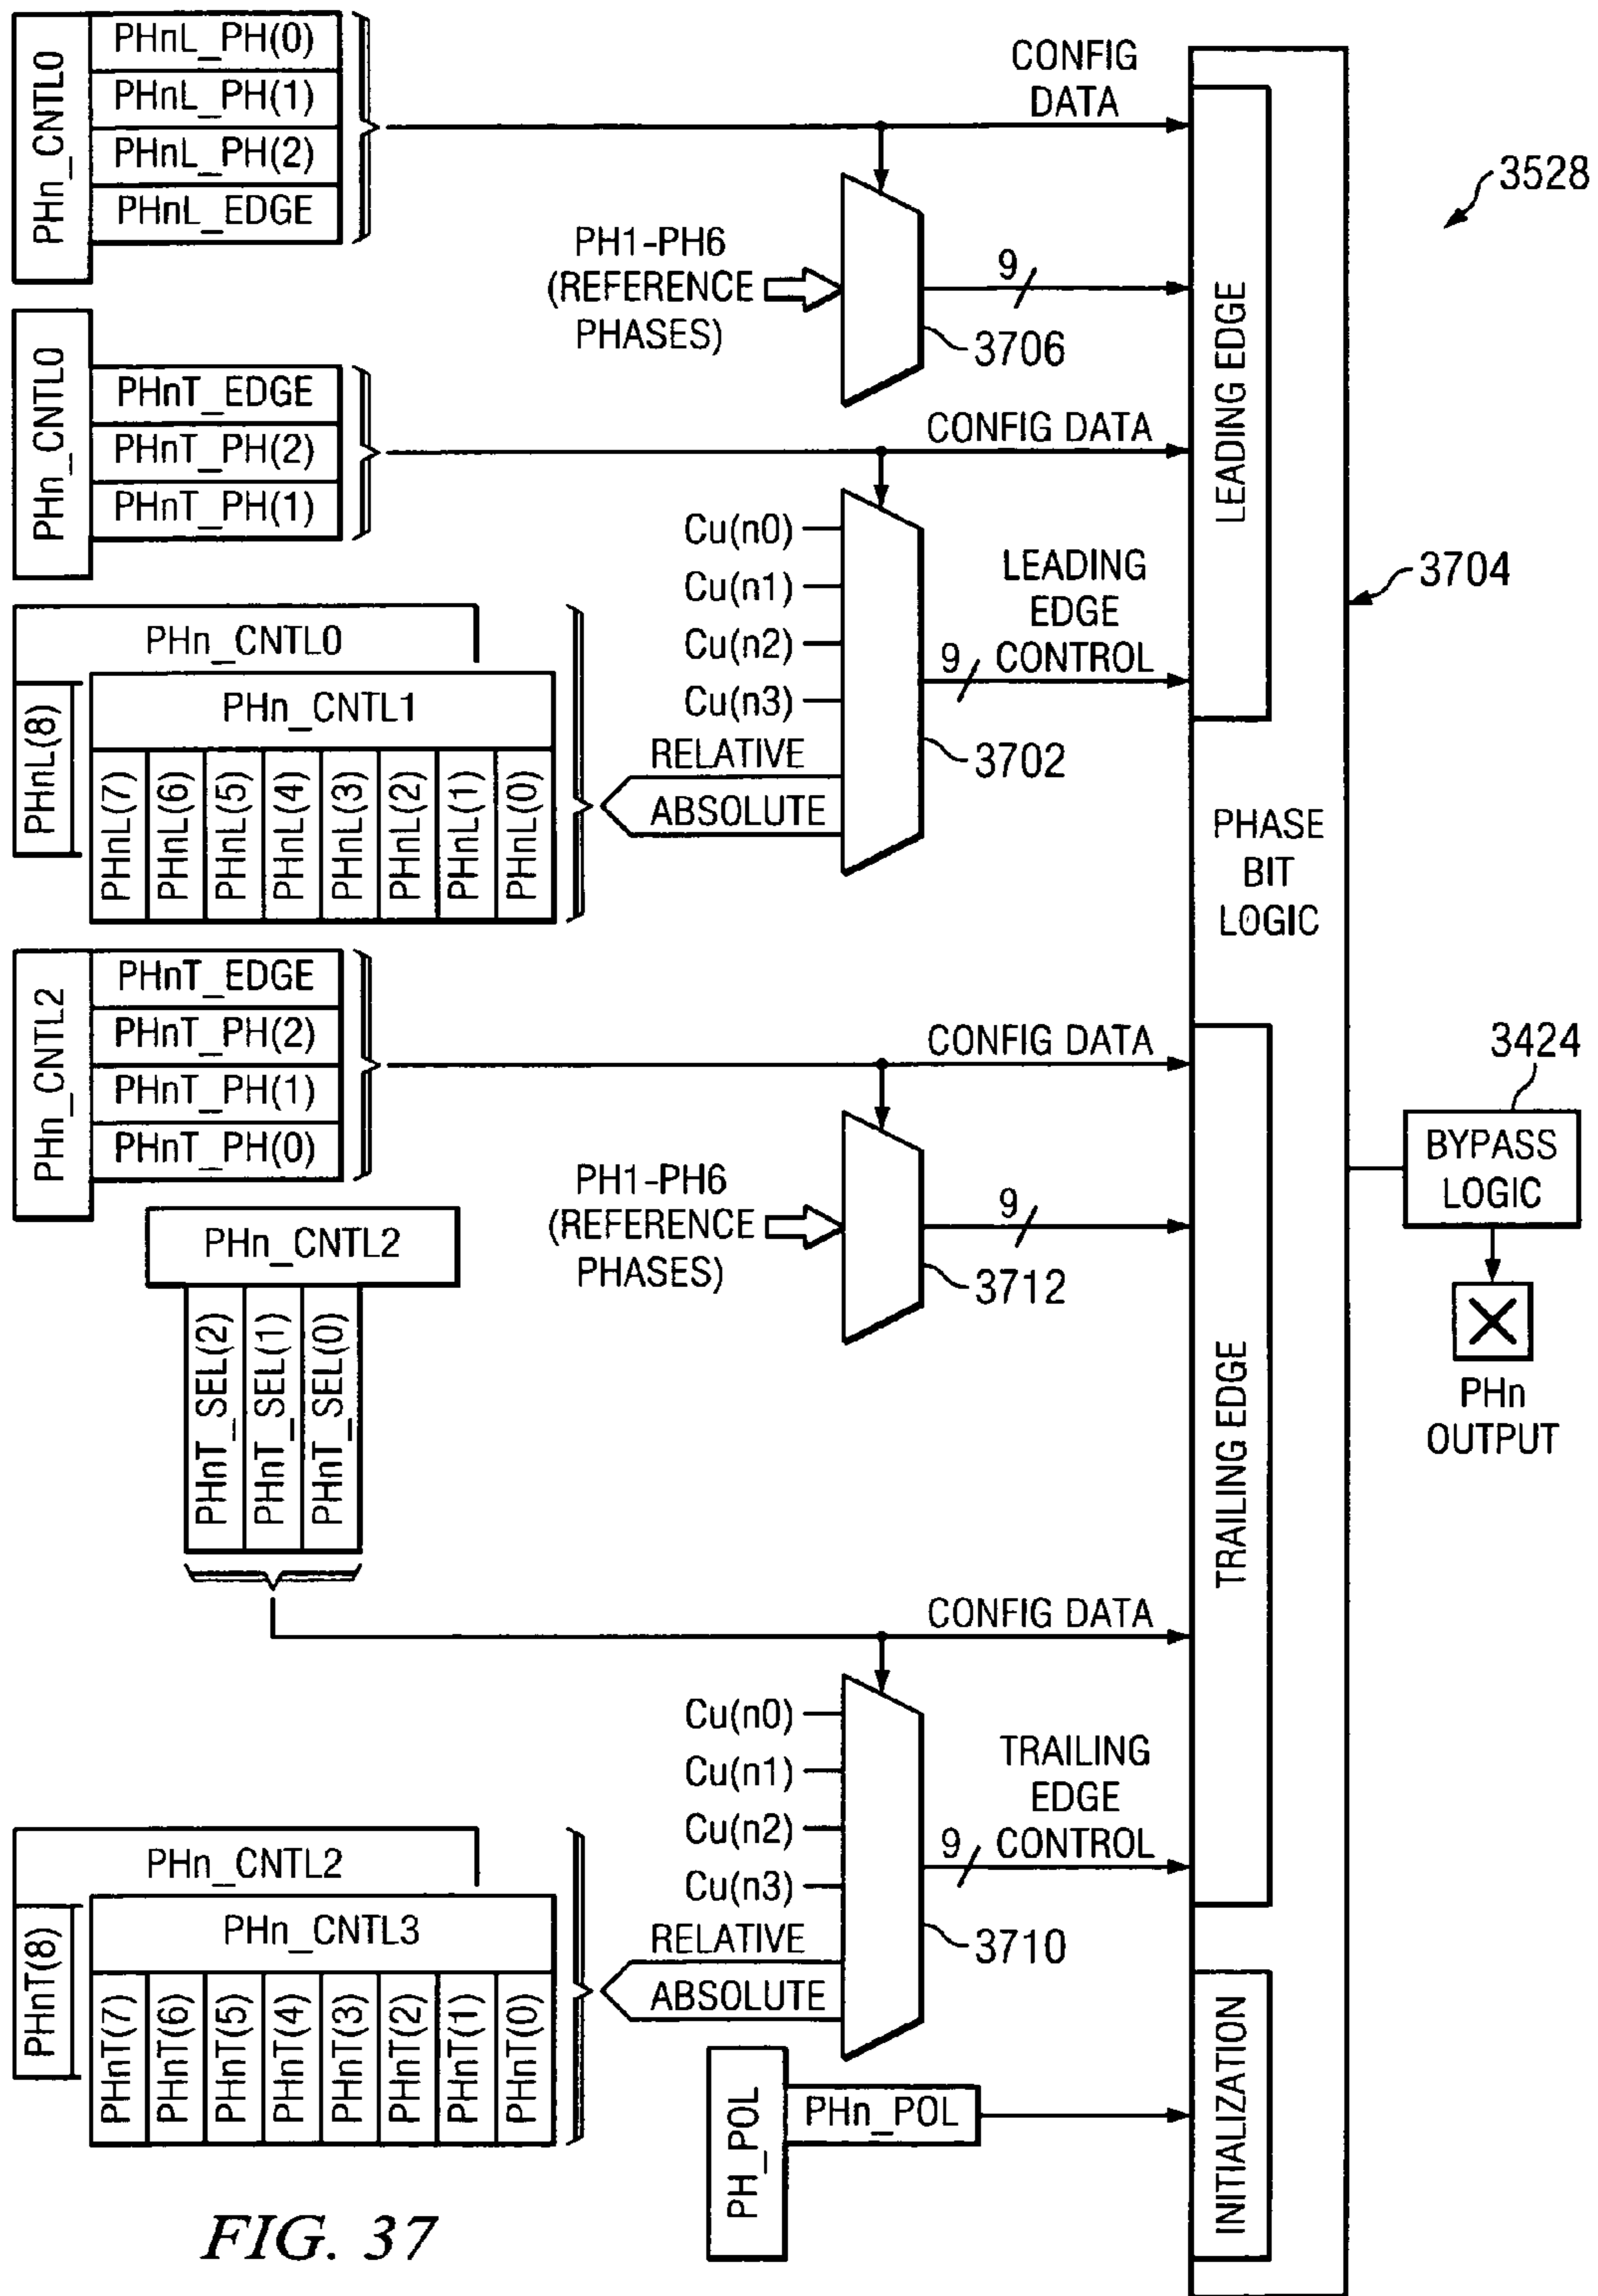 PHn_CNTL0
PHnL_PH(0)
PHnL_PH(1)
PHnL_PH(2)
PHnL_EDGE
CONFIG
DATA
3528
PH1-PH6
(REFERENCE
PHASES)
9
3706
LEADING EDGE
PHn_CNTL0
PHnT_EDGE
PHnT_PH(2)
PHnT_PH(1)
CONFIG DATA
Cu(n0)
Cu(n1)
Cu(n2)
Cu(n3)
RELATIVE
ABSOLUTE
LEADING
EDGE
9 CONTROL
3702
3704
PHn_CNTL0
PHnL(8)
PHn_CNTL1
PHnL(7)
PHnL(6)
PHnL(5)
PHnL(4)
PHnL(3)
PHnL(2)
PHnL(1)
PHnL(0)
PHASE
BIT
LOGIC
PHn_CNTL2
PHnT_EDGE
PHnT_PH(2)
PHnT_PH(1)
PHnT_PH(0)
CONFIG DATA
PH1-PH6
(REFERENCE
PHASES)
9
3712
TRAILING EDGE
3424
BYPASS
LOGIC
PHn
OUTPUT
PHn_CNTL2
PHnT_SEL(2)
PHnT_SEL(1)
PHnT_SEL(0)
CONFIG DATA
Cu(n0)
Cu(n1)
Cu(n2)
Cu(n3)
RELATIVE
ABSOLUTE
TRAILING
EDGE
9 CONTROL
3710
PHn_CNTL2
PHnT(8)
PHn_CNTL3
PHnT(7)
PHnT(6)
PHnT(5)
PHnT(4)
PHnT(3)
PHnT(2)
PHnT(1)
PHnT(0)
PH_POL
PHn_POL
INITIALIZATION
FIG. 37